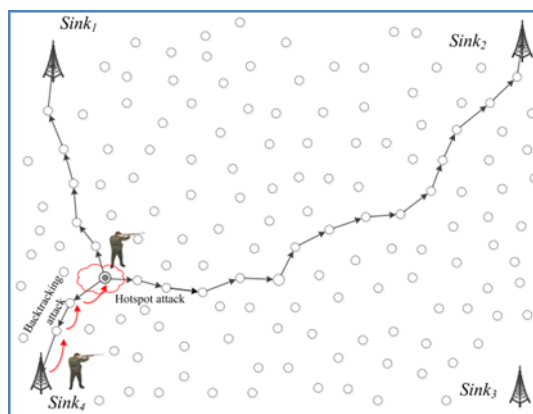 Sink1
Sink2
Hotspot attack
Backtracking
attack
Sink4
Sink3